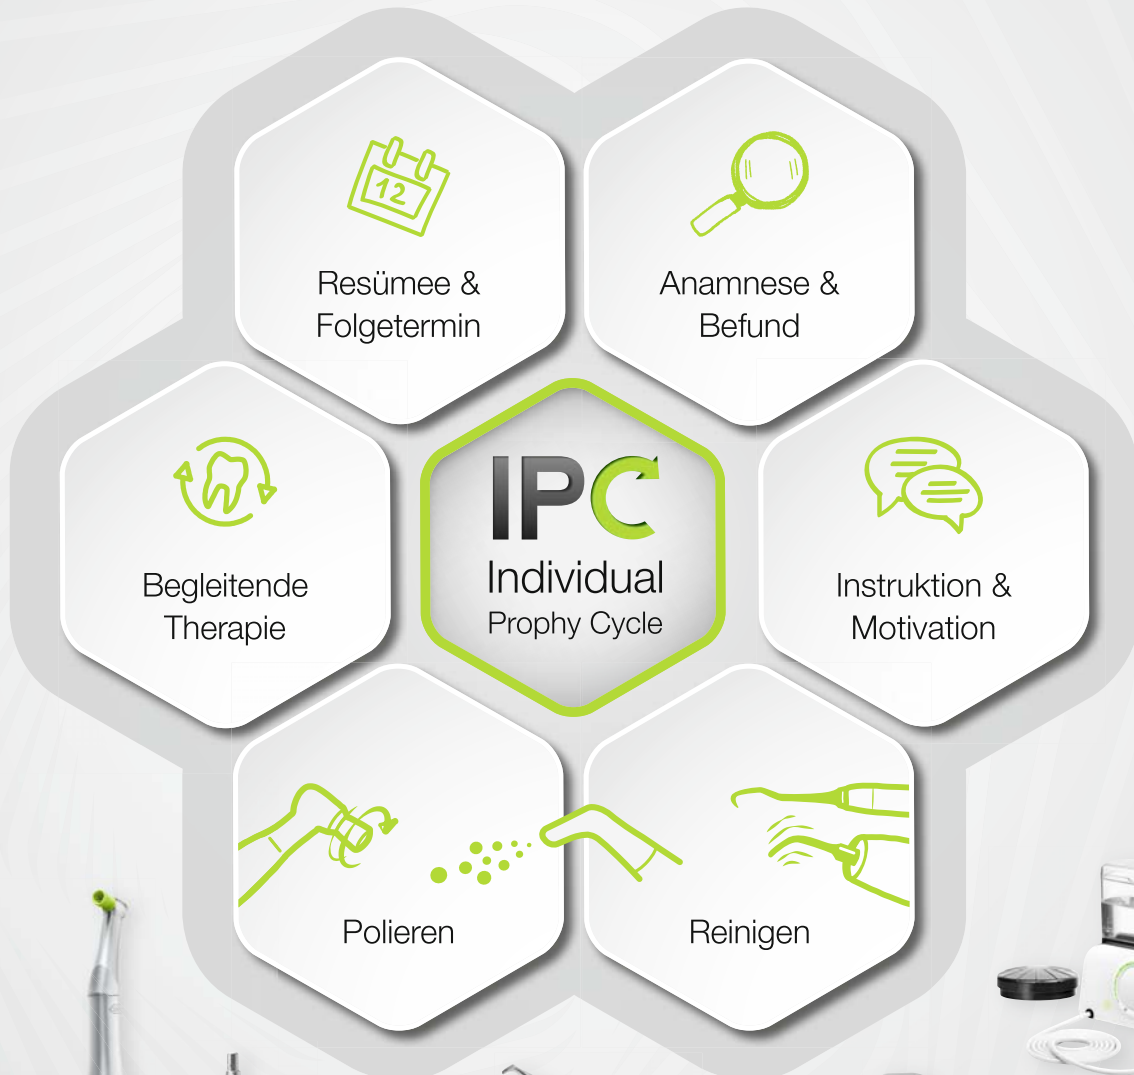 12
Resümee &
Folgetermin
Anamnese &
Befund
Begleitende
Therapie
IPC
Individual
Prophy Cycle
Instruktion &
Motivation
Polieren
Reinigen